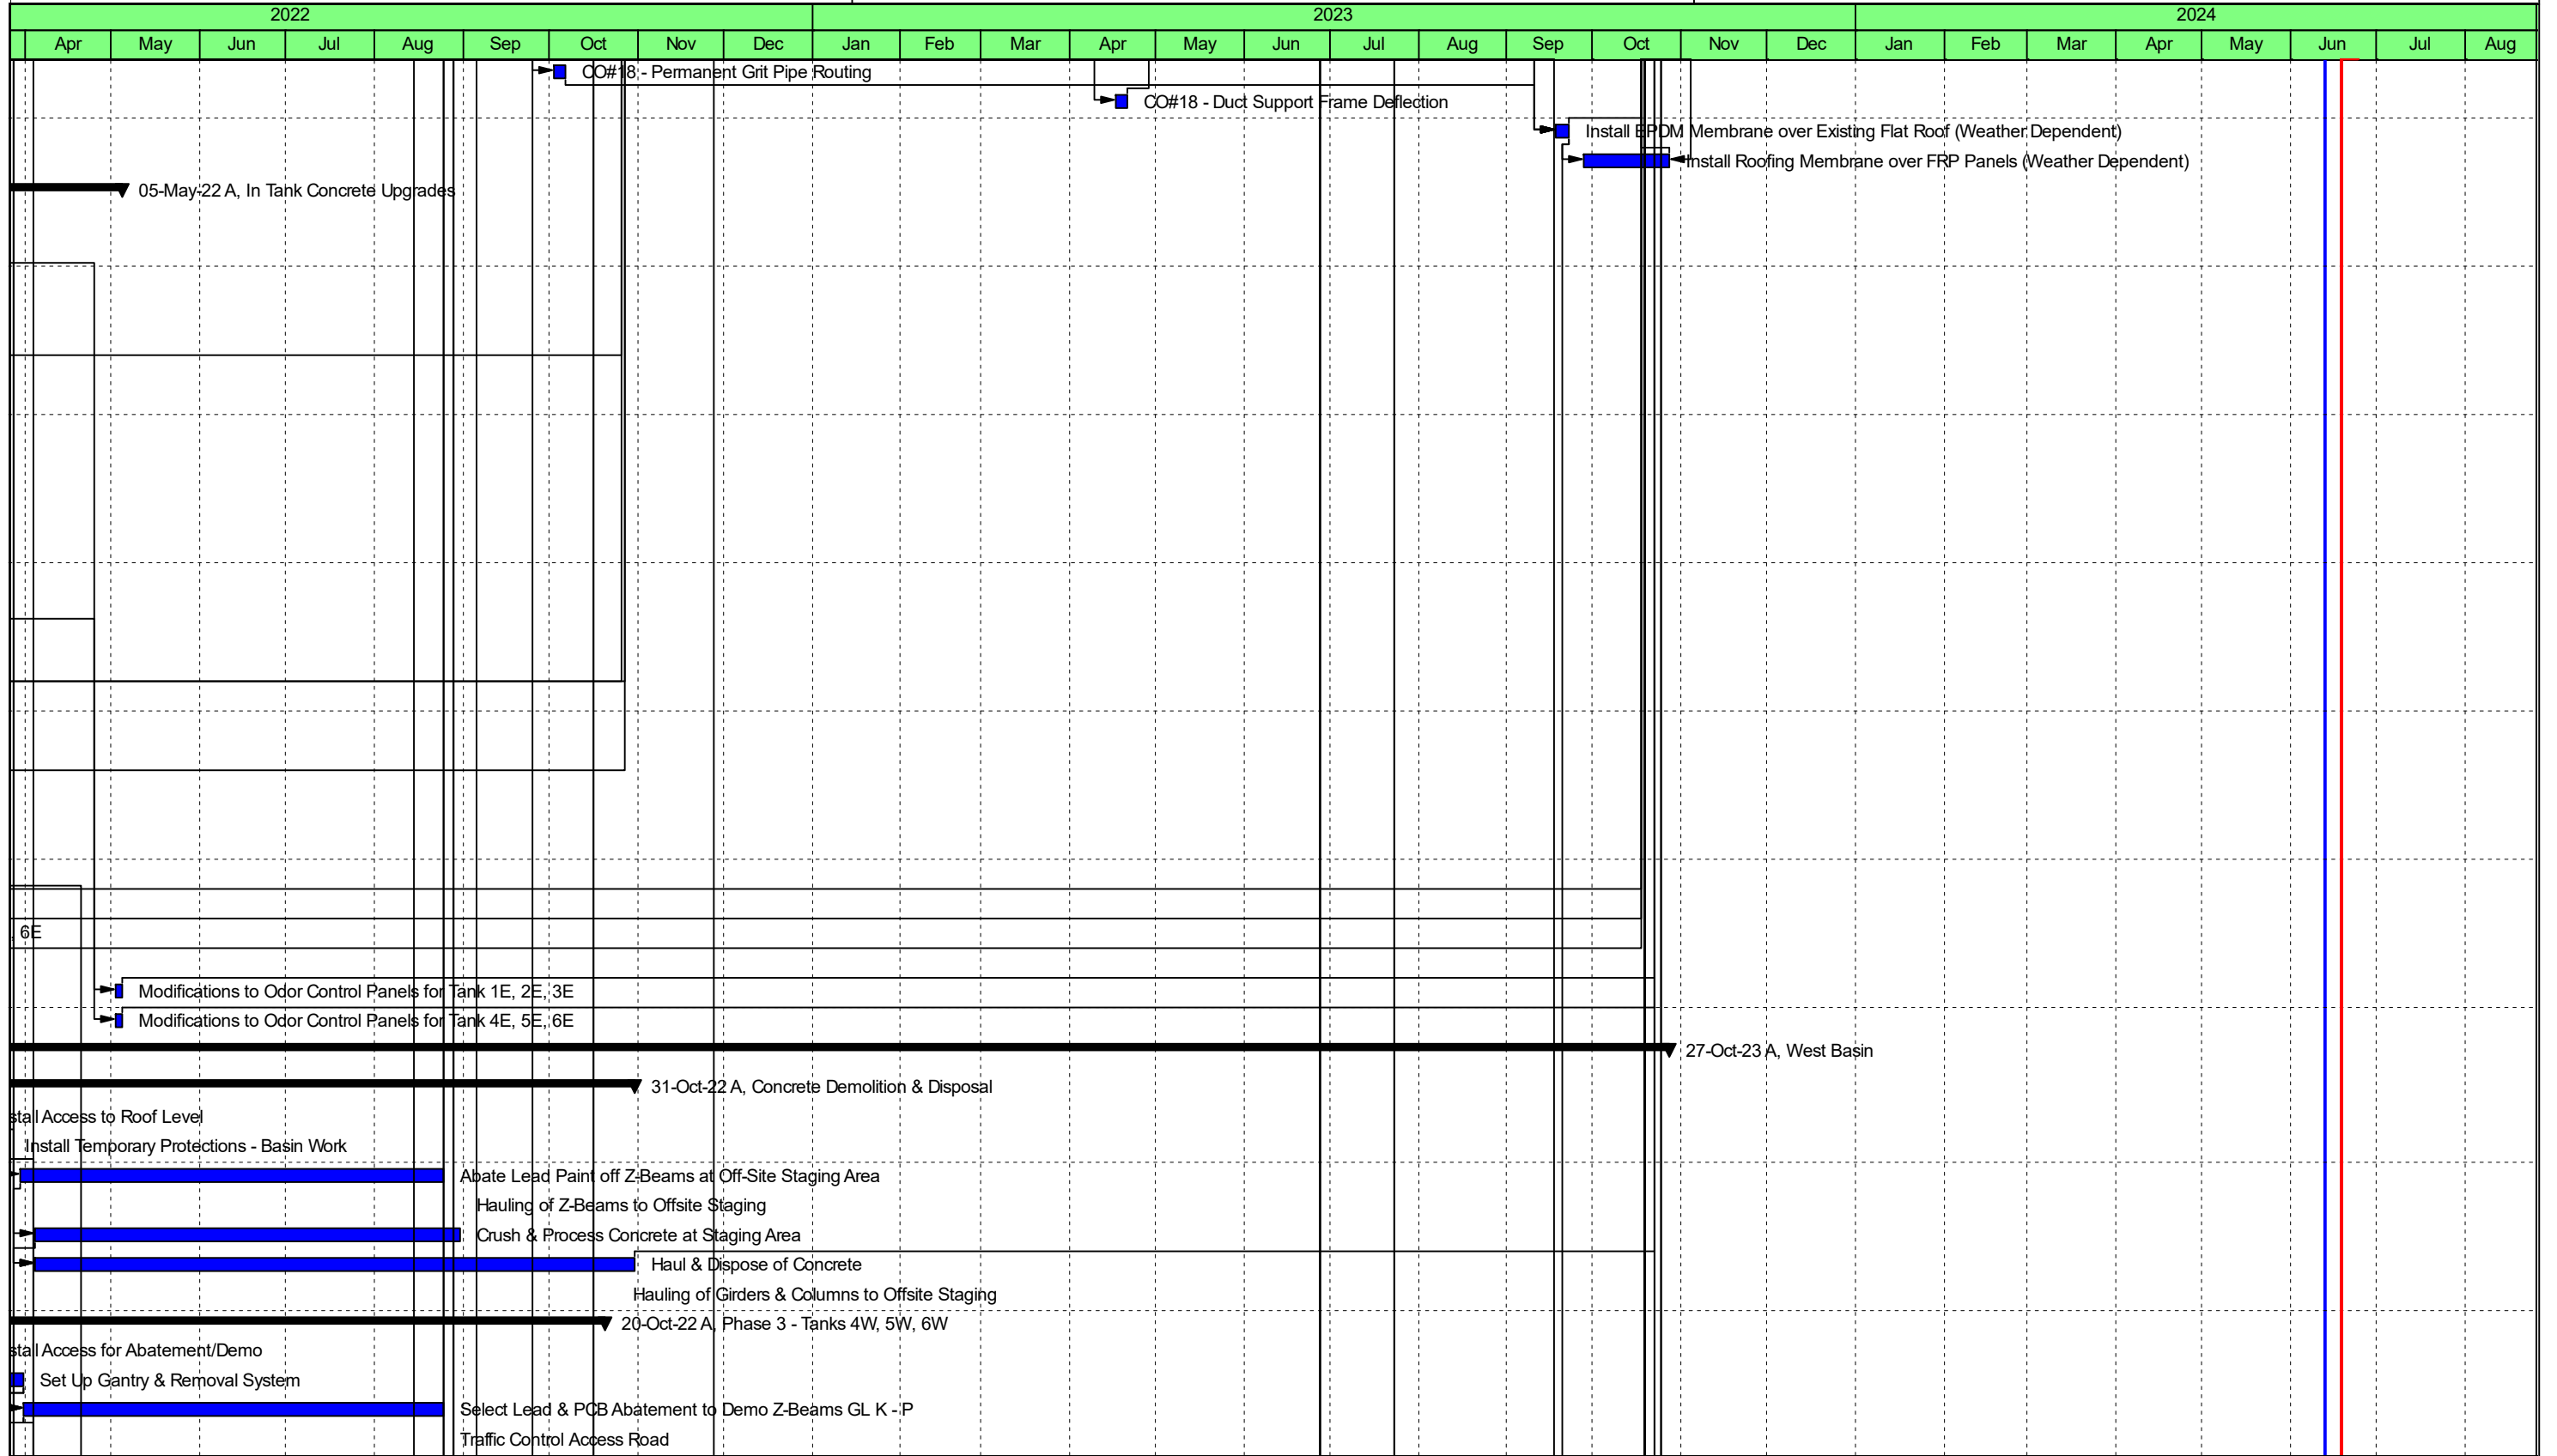 2022 2023 2024
Apr May Jun Jul Aug Sep Oct Nov Dec Jan Feb Mar Apr May Jun Jul Aug Sep Oct Nov Dec Jan Feb Mar Apr May Jun Jul Aug
CO#18 - Permanent Grit Pipe Routing
CO#18 - Duct Support Frame Deflection
Install EPDM Membrane over Existing Flat Roof (Weather Dependent)
Install Roofing Membrane over FRP Panels (Weather Dependent)
05-May-22 A, In Tank Concrete Upgrades
, 6E
Modifications to Odor Control Panels for Tank 1E, 2E, 3E
Modifications to Odor Control Panels for Tank 4E, 5E, 6E
27-Oct-23 A, West Basin
31-Oct-22 A, Concrete Demolition & Disposal
stall Access to Roof Level
Install Temporary Protections - Basin Work
Abate Lead Paint off Z-Beams at Off-Site Staging Area
Hauling of Z-Beams to Offsite Staging
Crush & Process Concrete at Staging Area
Haul & Dispose of Concrete
Hauling of Girders & Columns to Offsite Staging
20-Oct-22 A, Phase 3 - Tanks 4W, 5W, 6W
stall Access for Abatement/Demo
Set Up Gantry & Removal System
Select Lead & PCB Abatement to Demo Z-Beams GL K - P
Traffic Control Access Road